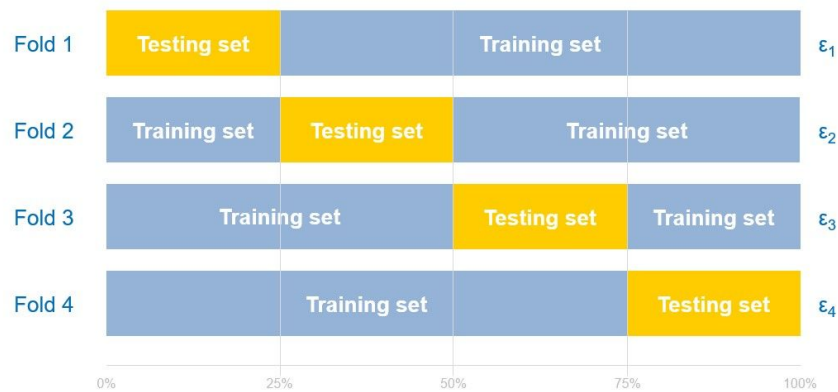 Fold 1 Testing set Training set ε₁
Fold 2 Training set Testing set Training set ε₂
Fold 3 Training set Testing set Training set ε₃
Fold 4 Training set Testing set ε₄
0% 25% 50% 75% 100%